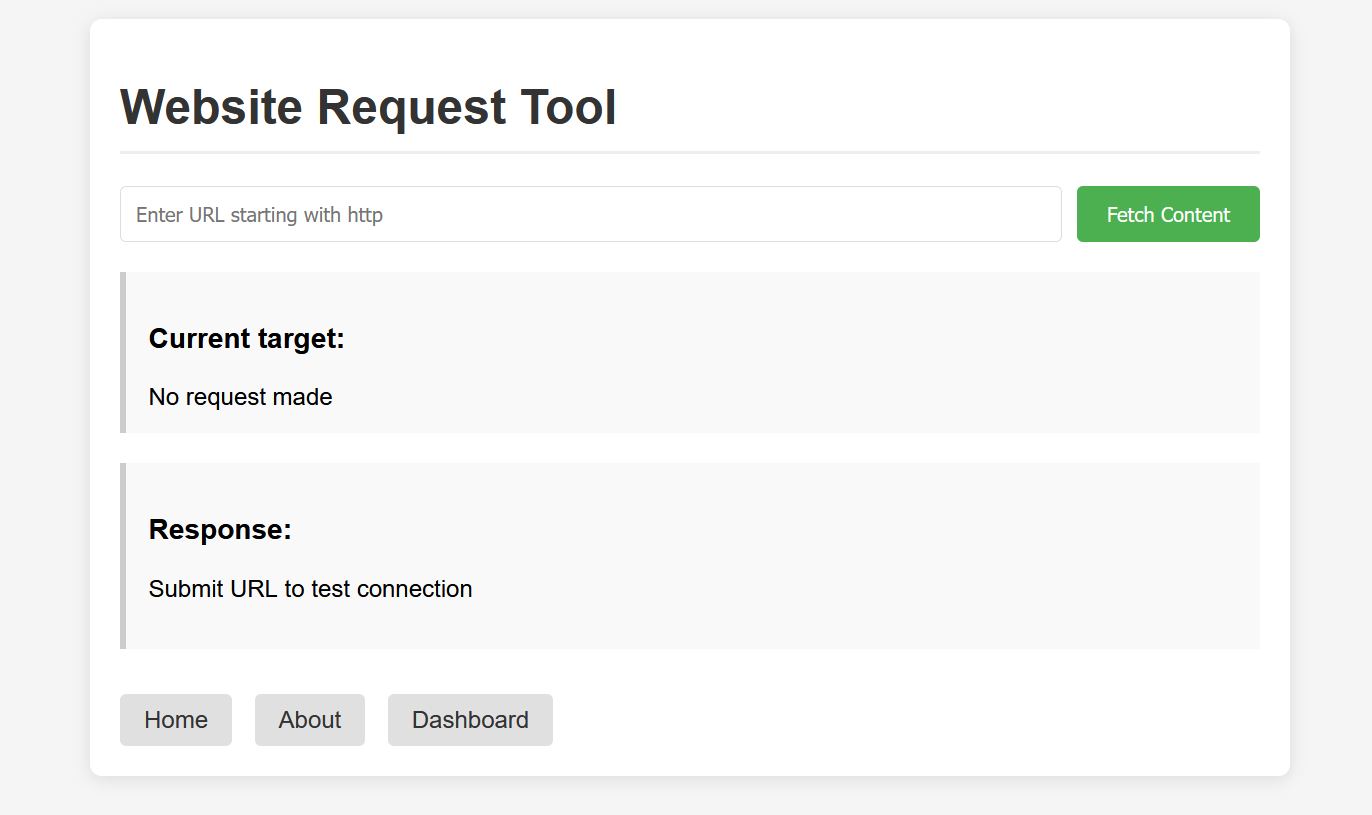 Website Request Tool
Enter URL starting with http
Fetch Content
Current target:
No request made
Response:
Submit URL to test connection
Home
About
Dashboard